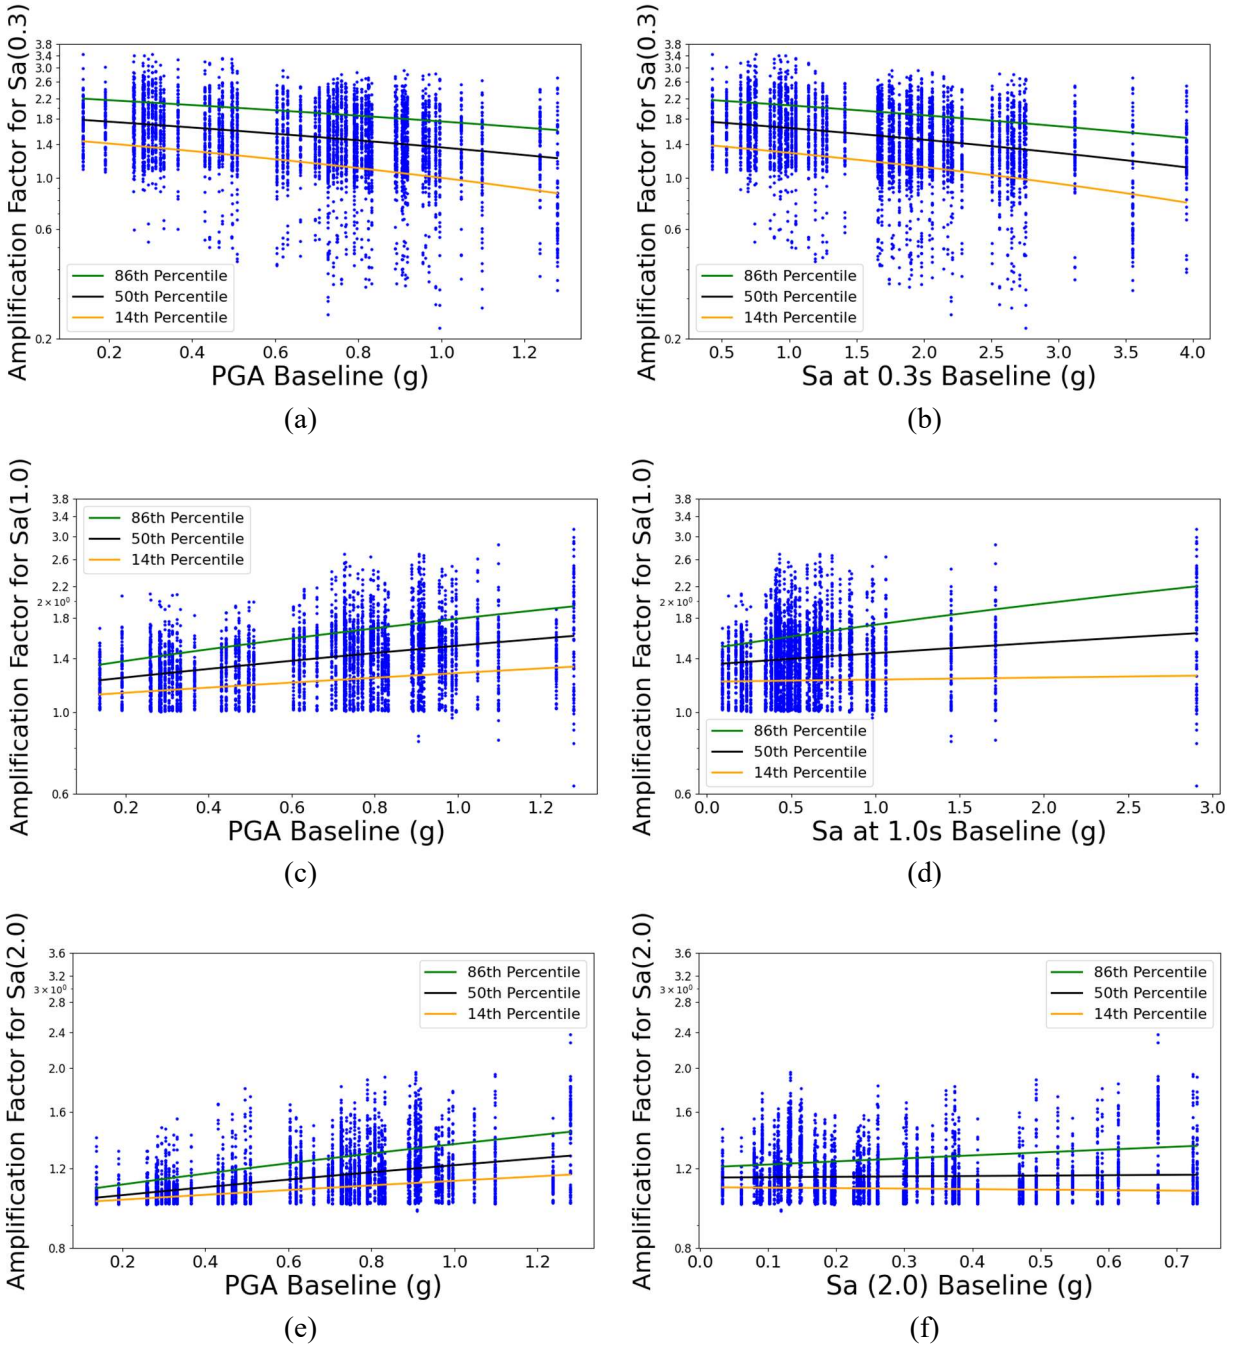 Amplification Factor for Sa(0.3)
3.8
3.4
3.0
2.6
2.2
1.8
1.4
1.0
0.6
0.2
86th Percentile
50th Percentile
14th Percentile
0.2 0.4 0.6 0.8 1.0 1.2
PGA Baseline (g)
(a)
Amplification Factor for Sa(0.3)
3.8
3.4
3.0
2.6
2.2
1.8
1.4
1.0
0.6
0.2
86th Percentile
50th Percentile
14th Percentile
0.5 1.0 1.5 2.0 2.5 3.0 3.5 4.0
Sa at 0.3s Baseline (g)
(b)
Amplification Factor for Sa(1.0)
3.8
3.4
3.0
2.6
2.2
2 × 10⁰
1.8
1.4
1.0
0.6
86th Percentile
50th Percentile
14th Percentile
0.2 0.4 0.6 0.8 1.0 1.2
PGA Baseline (g)
(c)
Amplification Factor for Sa(1.0)
3.8
3.4
3.0
2.6
2.2
2 × 10⁰
1.8
1.4
1.0
0.6
86th Percentile
50th Percentile
14th Percentile
0.0 0.5 1.0 1.5 2.0 2.5 3.0
Sa at 1.0s Baseline (g)
(d)
Amplification Factor for Sa(2.0)
3.6
3.2
3 × 10⁰
2.8
2.4
2.0
1.6
1.2
0.8
86th Percentile
50th Percentile
14th Percentile
0.2 0.4 0.6 0.8 1.0 1.2
PGA Baseline (g)
(e)
Amplification Factor for Sa(2.0)
3.6
3.2
3 × 10⁰
2.8
2.4
2.0
1.6
1.2
0.8
86th Percentile
50th Percentile
14th Percentile
0.0 0.1 0.2 0.3 0.4 0.5 0.6 0.7
Sa (2.0) Baseline (g)
(f)